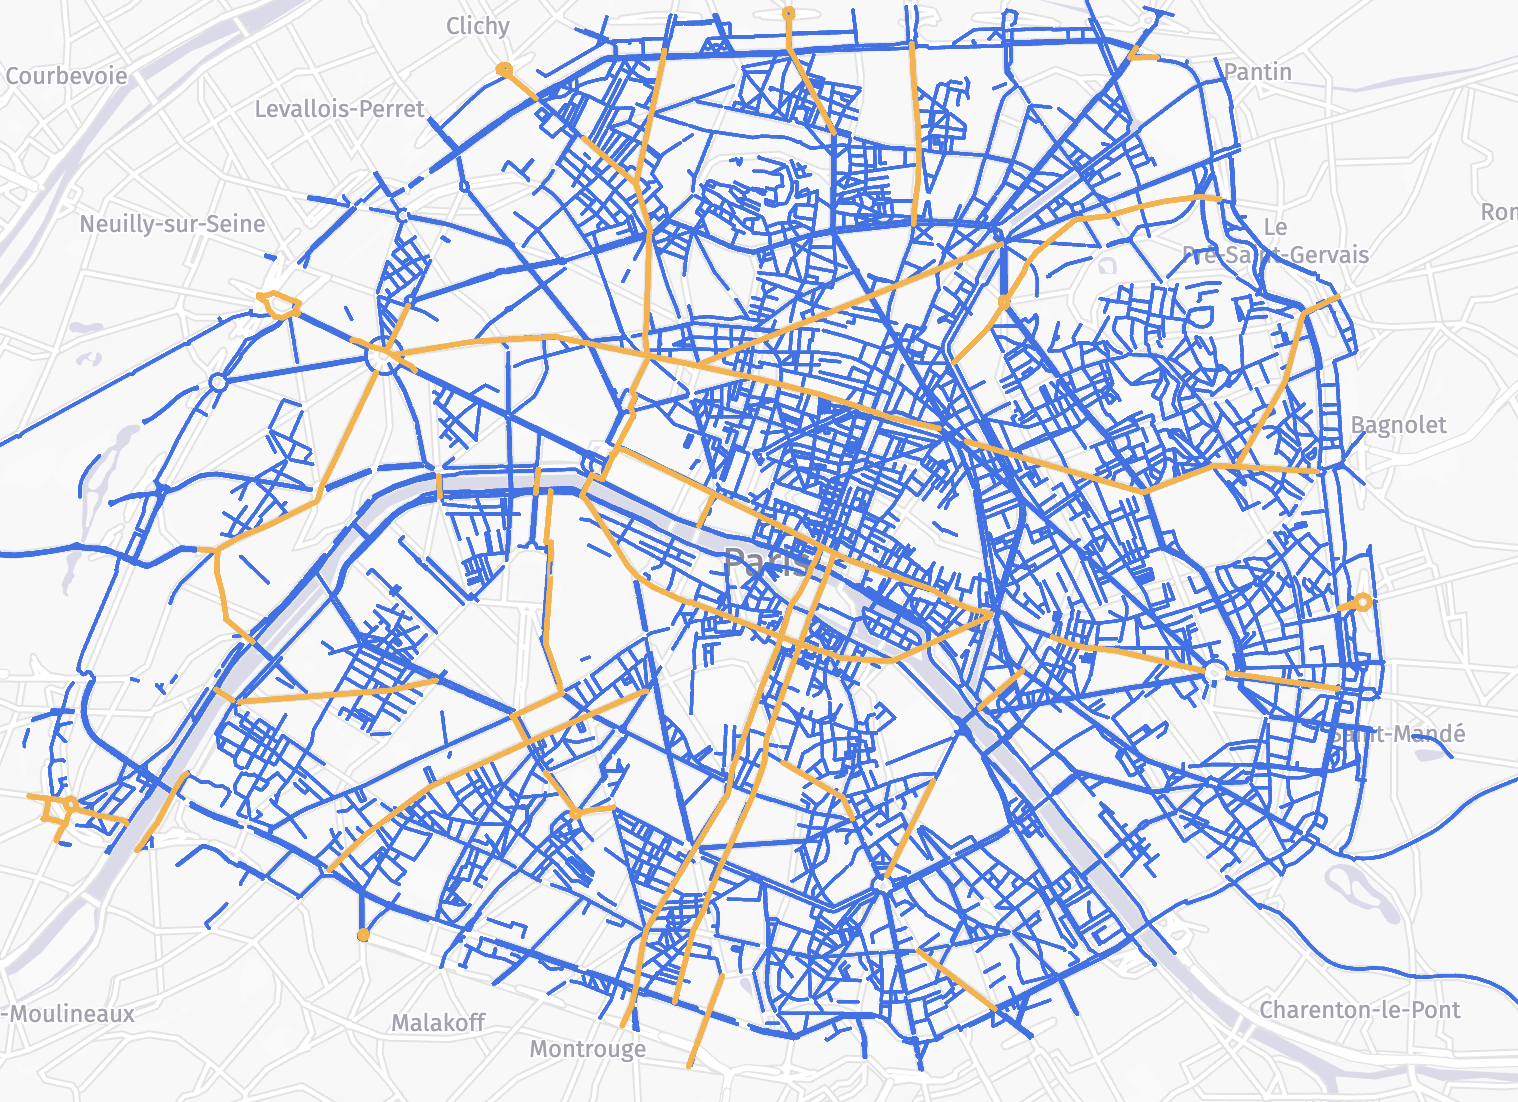 Clichy
Courbevoie
Pantin
Levallois-Perret
Neuilly-sur-Seine
Ron
Le
Pré-Saint-Gervais
Bagnolet
Paris
Saint-Mandé
-Moulineaux
Malakoff
Charenton-le-Pont
Montrouge